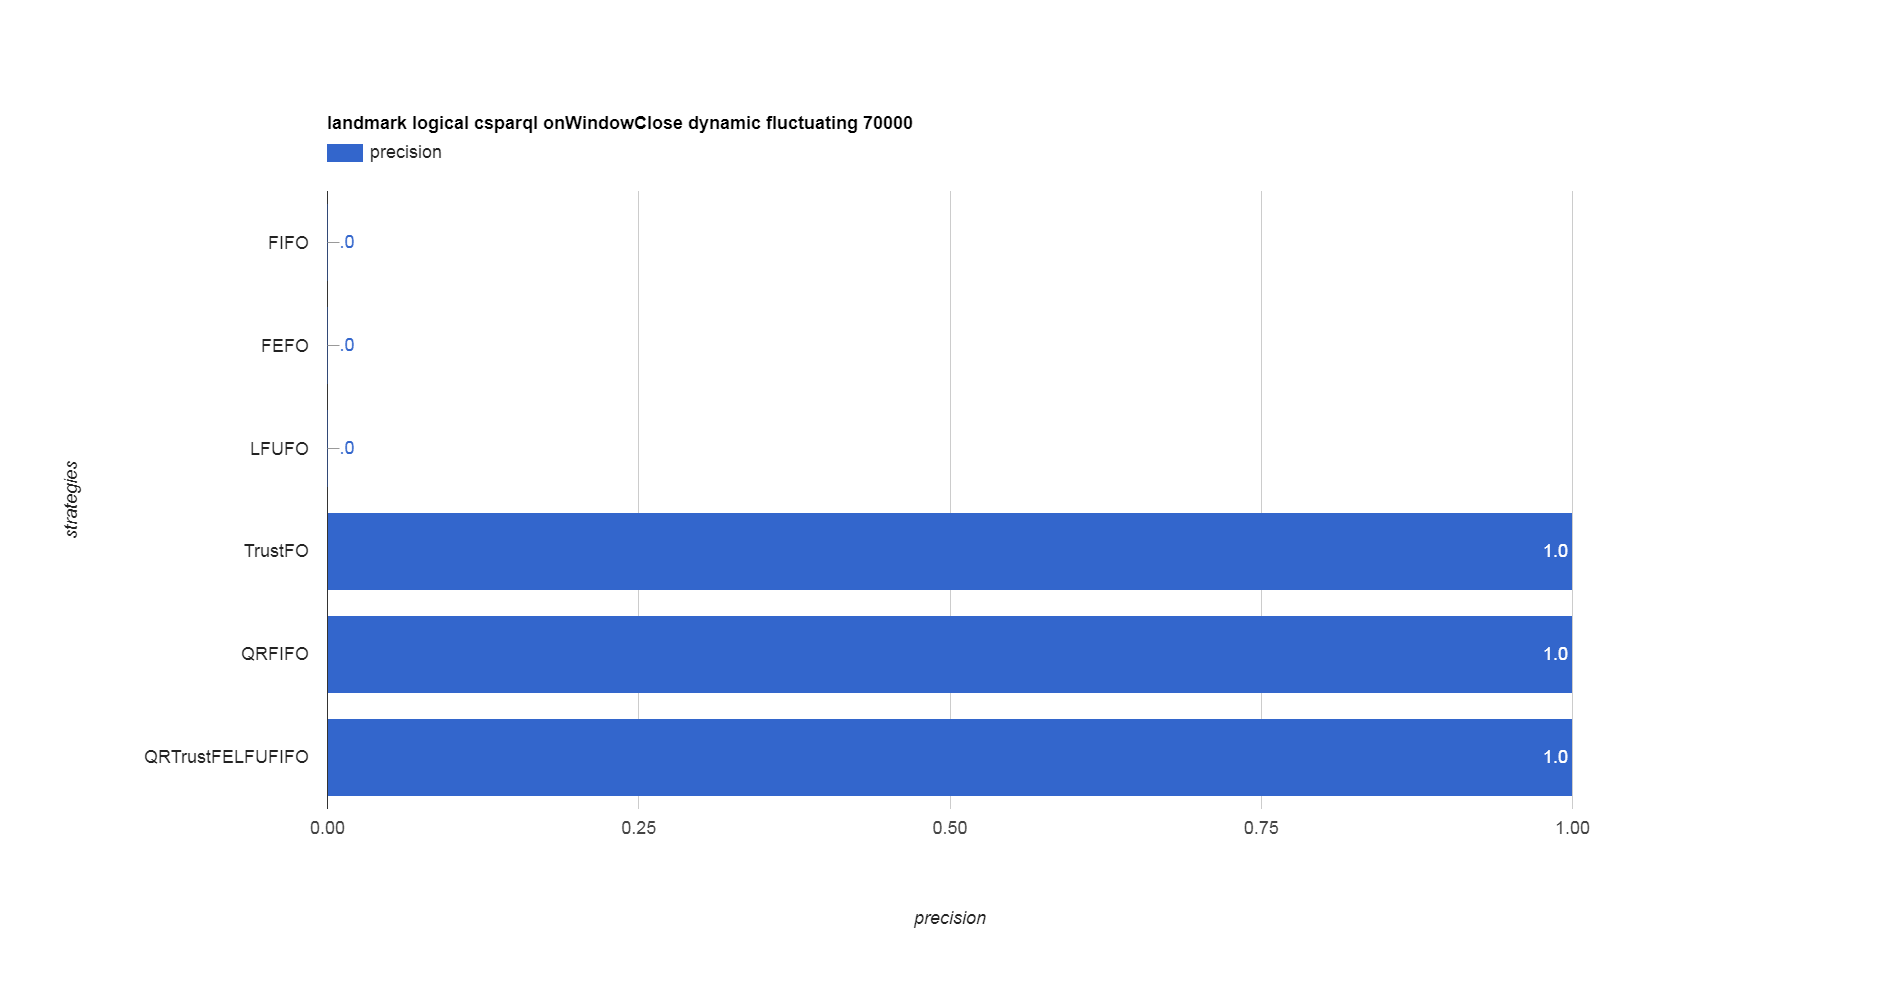 landmark logical csparql onWindowClose dynamic fluctuating 70000
precision
FIFO .0
FEFO .0
LFUFO .0
strategies
TrustFO 1.0
QRFIFO 1.0
QRTrustFELFUFIFO 1.0
0.00 0.25 0.50 0.75 1.00
precision